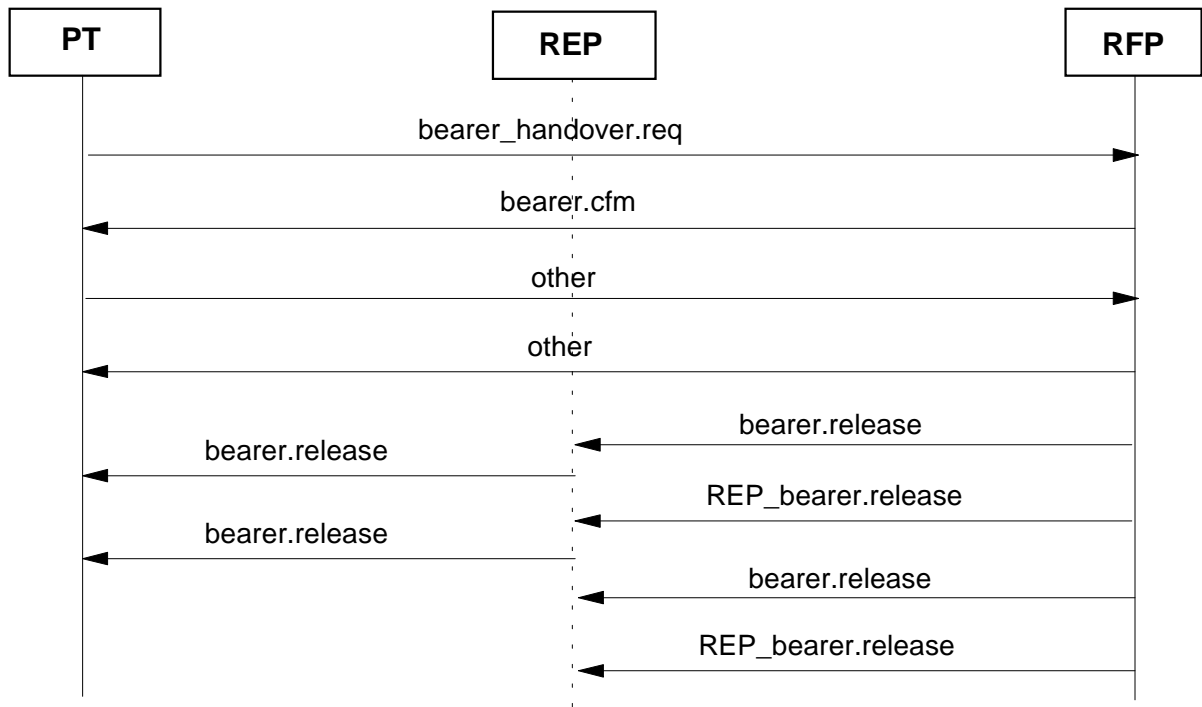 PT
REP
RFP
bearer_handover.req
bearer.cfm
other
other
bearer.release
bearer.release
REP_bearer.release
bearer.release
bearer.release
REP_bearer.release